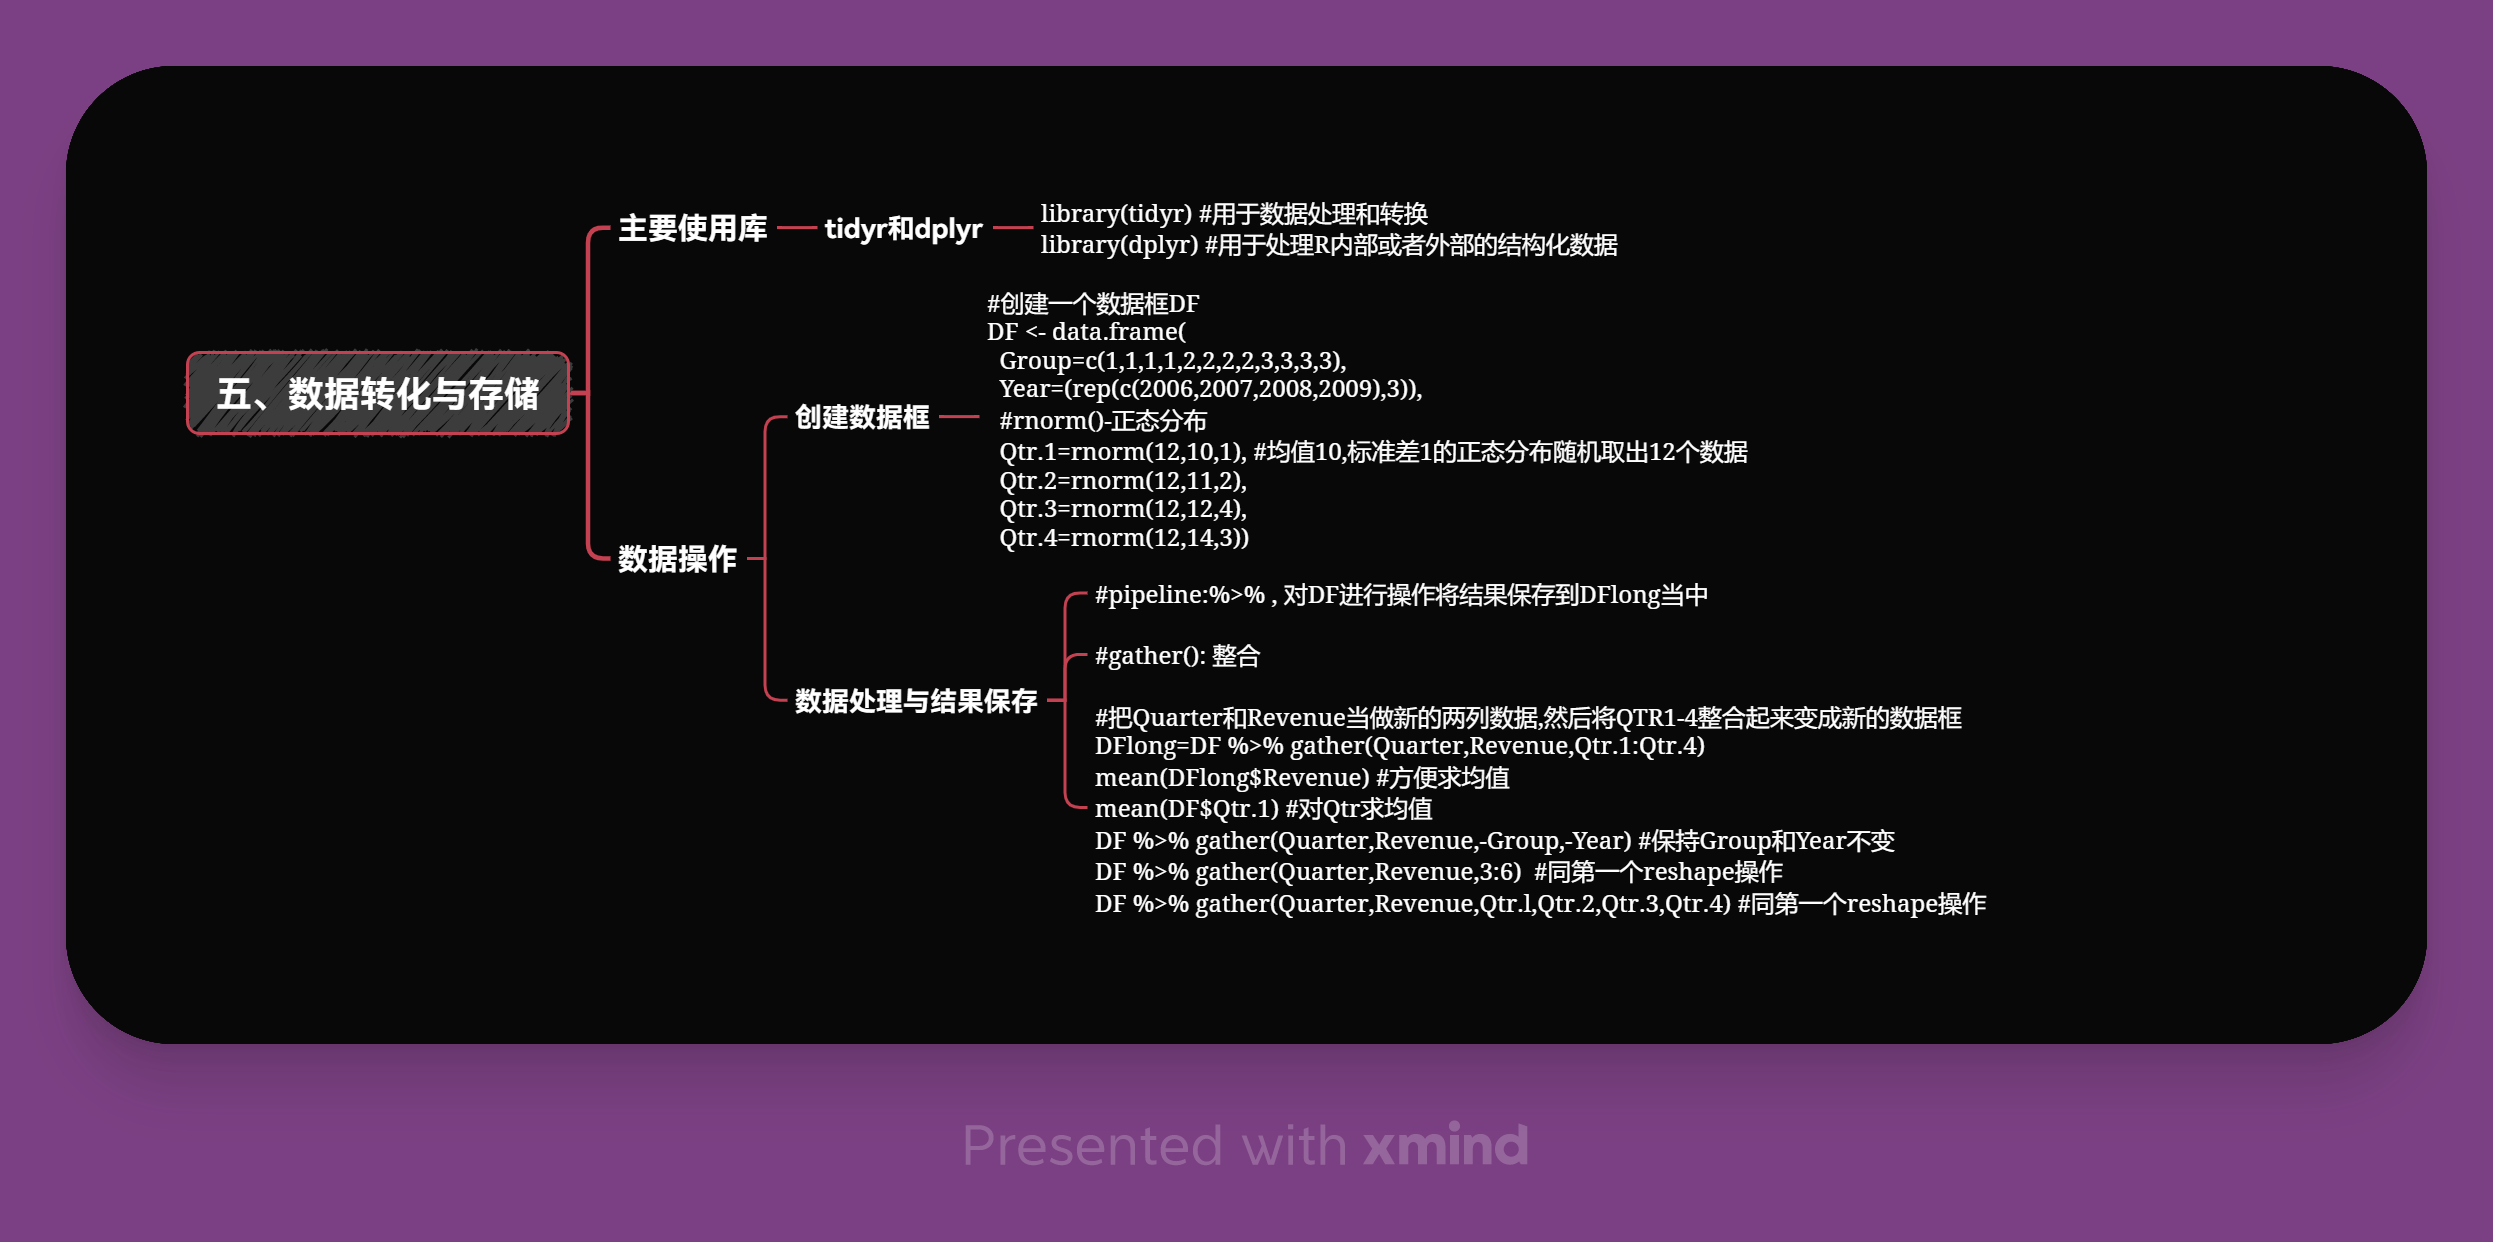 五、数据转化与存储
主要使用库
tidyr和dplyr
library(tidyr) #用于数据处理和转换
library(dplyr) #用于处理R内部或者外部的结构化数据
数据操作
创建数据框
#创建一个数据框DF
DF <- data.frame(
  Group=c(1,1,1,1,2,2,2,2,3,3,3,3),
  Year=(rep(c(2006,2007,2008,2009),3)),
  #rnorm()-正态分布
  Qtr.1=rnorm(12,10,1), #均值10,标准差1的正态分布随机取出12个数据
  Qtr.2=rnorm(12,11,2),
  Qtr.3=rnorm(12,12,4),
  Qtr.4=rnorm(12,14,3))
数据处理与结果保存
#pipeline:%>% , 对DF进行操作将结果保存到DFlong当中
#gather(): 整合
#把Quarter和Revenue当做新的两列数据,然后将QTR1-4整合起来变成新的数据框
DFlong=DF %>% gather(Quarter,Revenue,Qtr.1:Qtr.4)
mean(DFlong$Revenue) #方便求均值
mean(DF$Qtr.1) #对Qtr求均值
DF %>% gather(Quarter,Revenue,-Group,-Year) #保持Group和Year不变
DF %>% gather(Quarter,Revenue,3:6)  #同第一个reshape操作
DF %>% gather(Quarter,Revenue,Qtr.l,Qtr.2,Qtr.3,Qtr.4) #同第一个reshape操作
Presented with xmind